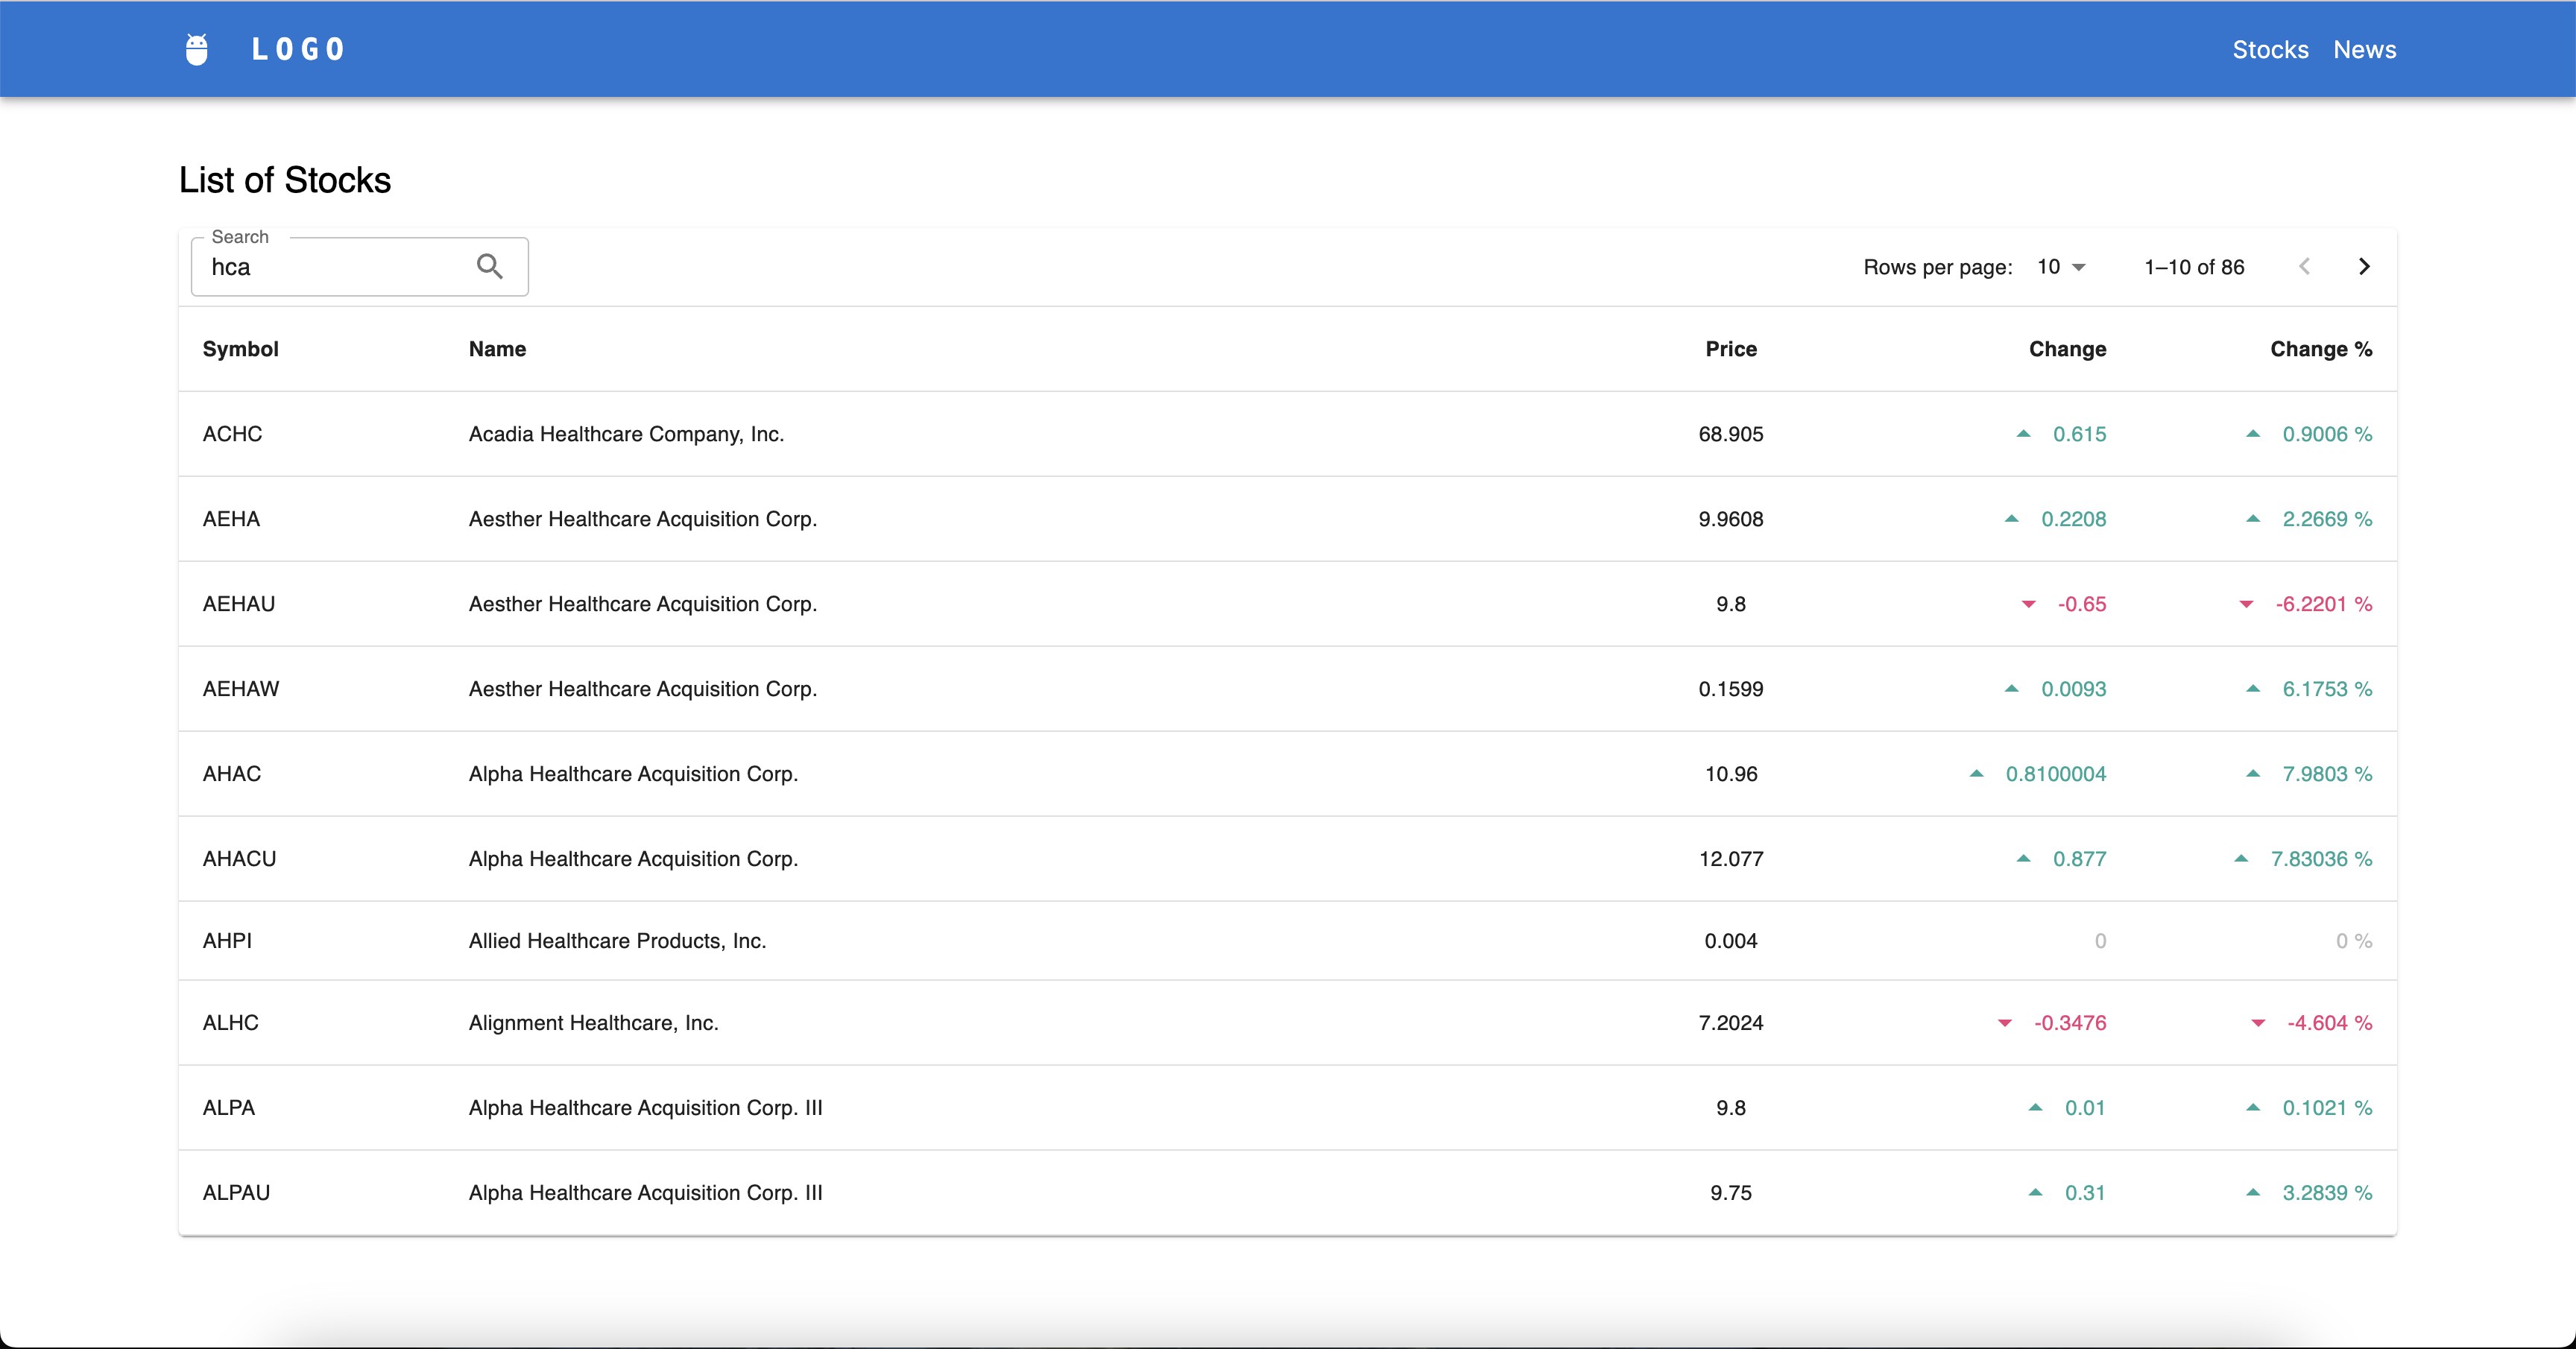 LOGO Stocks News
List of Stocks
Search
hca Rows per page: 10 1–10 of 86
Symbol Name Price Change Change %
ACHC Acadia Healthcare Company, Inc. 68.905 0.615 0.9006 %
AEHA Aesther Healthcare Acquisition Corp. 9.9608 0.2208 2.2669 %
AEHAU Aesther Healthcare Acquisition Corp. 9.8 -0.65 -6.2201 %
AEHAW Aesther Healthcare Acquisition Corp. 0.1599 0.0093 6.1753 %
AHAC Alpha Healthcare Acquisition Corp. 10.96 0.8100004 7.9803 %
AHACU Alpha Healthcare Acquisition Corp. 12.077 0.877 7.83036 %
AHPI Allied Healthcare Products, Inc. 0.004 0 0 %
ALHC Alignment Healthcare, Inc. 7.2024 -0.3476 -4.604 %
ALPA Alpha Healthcare Acquisition Corp. III 9.8 0.01 0.1021 %
ALPAU Alpha Healthcare Acquisition Corp. III 9.75 0.31 3.2839 %